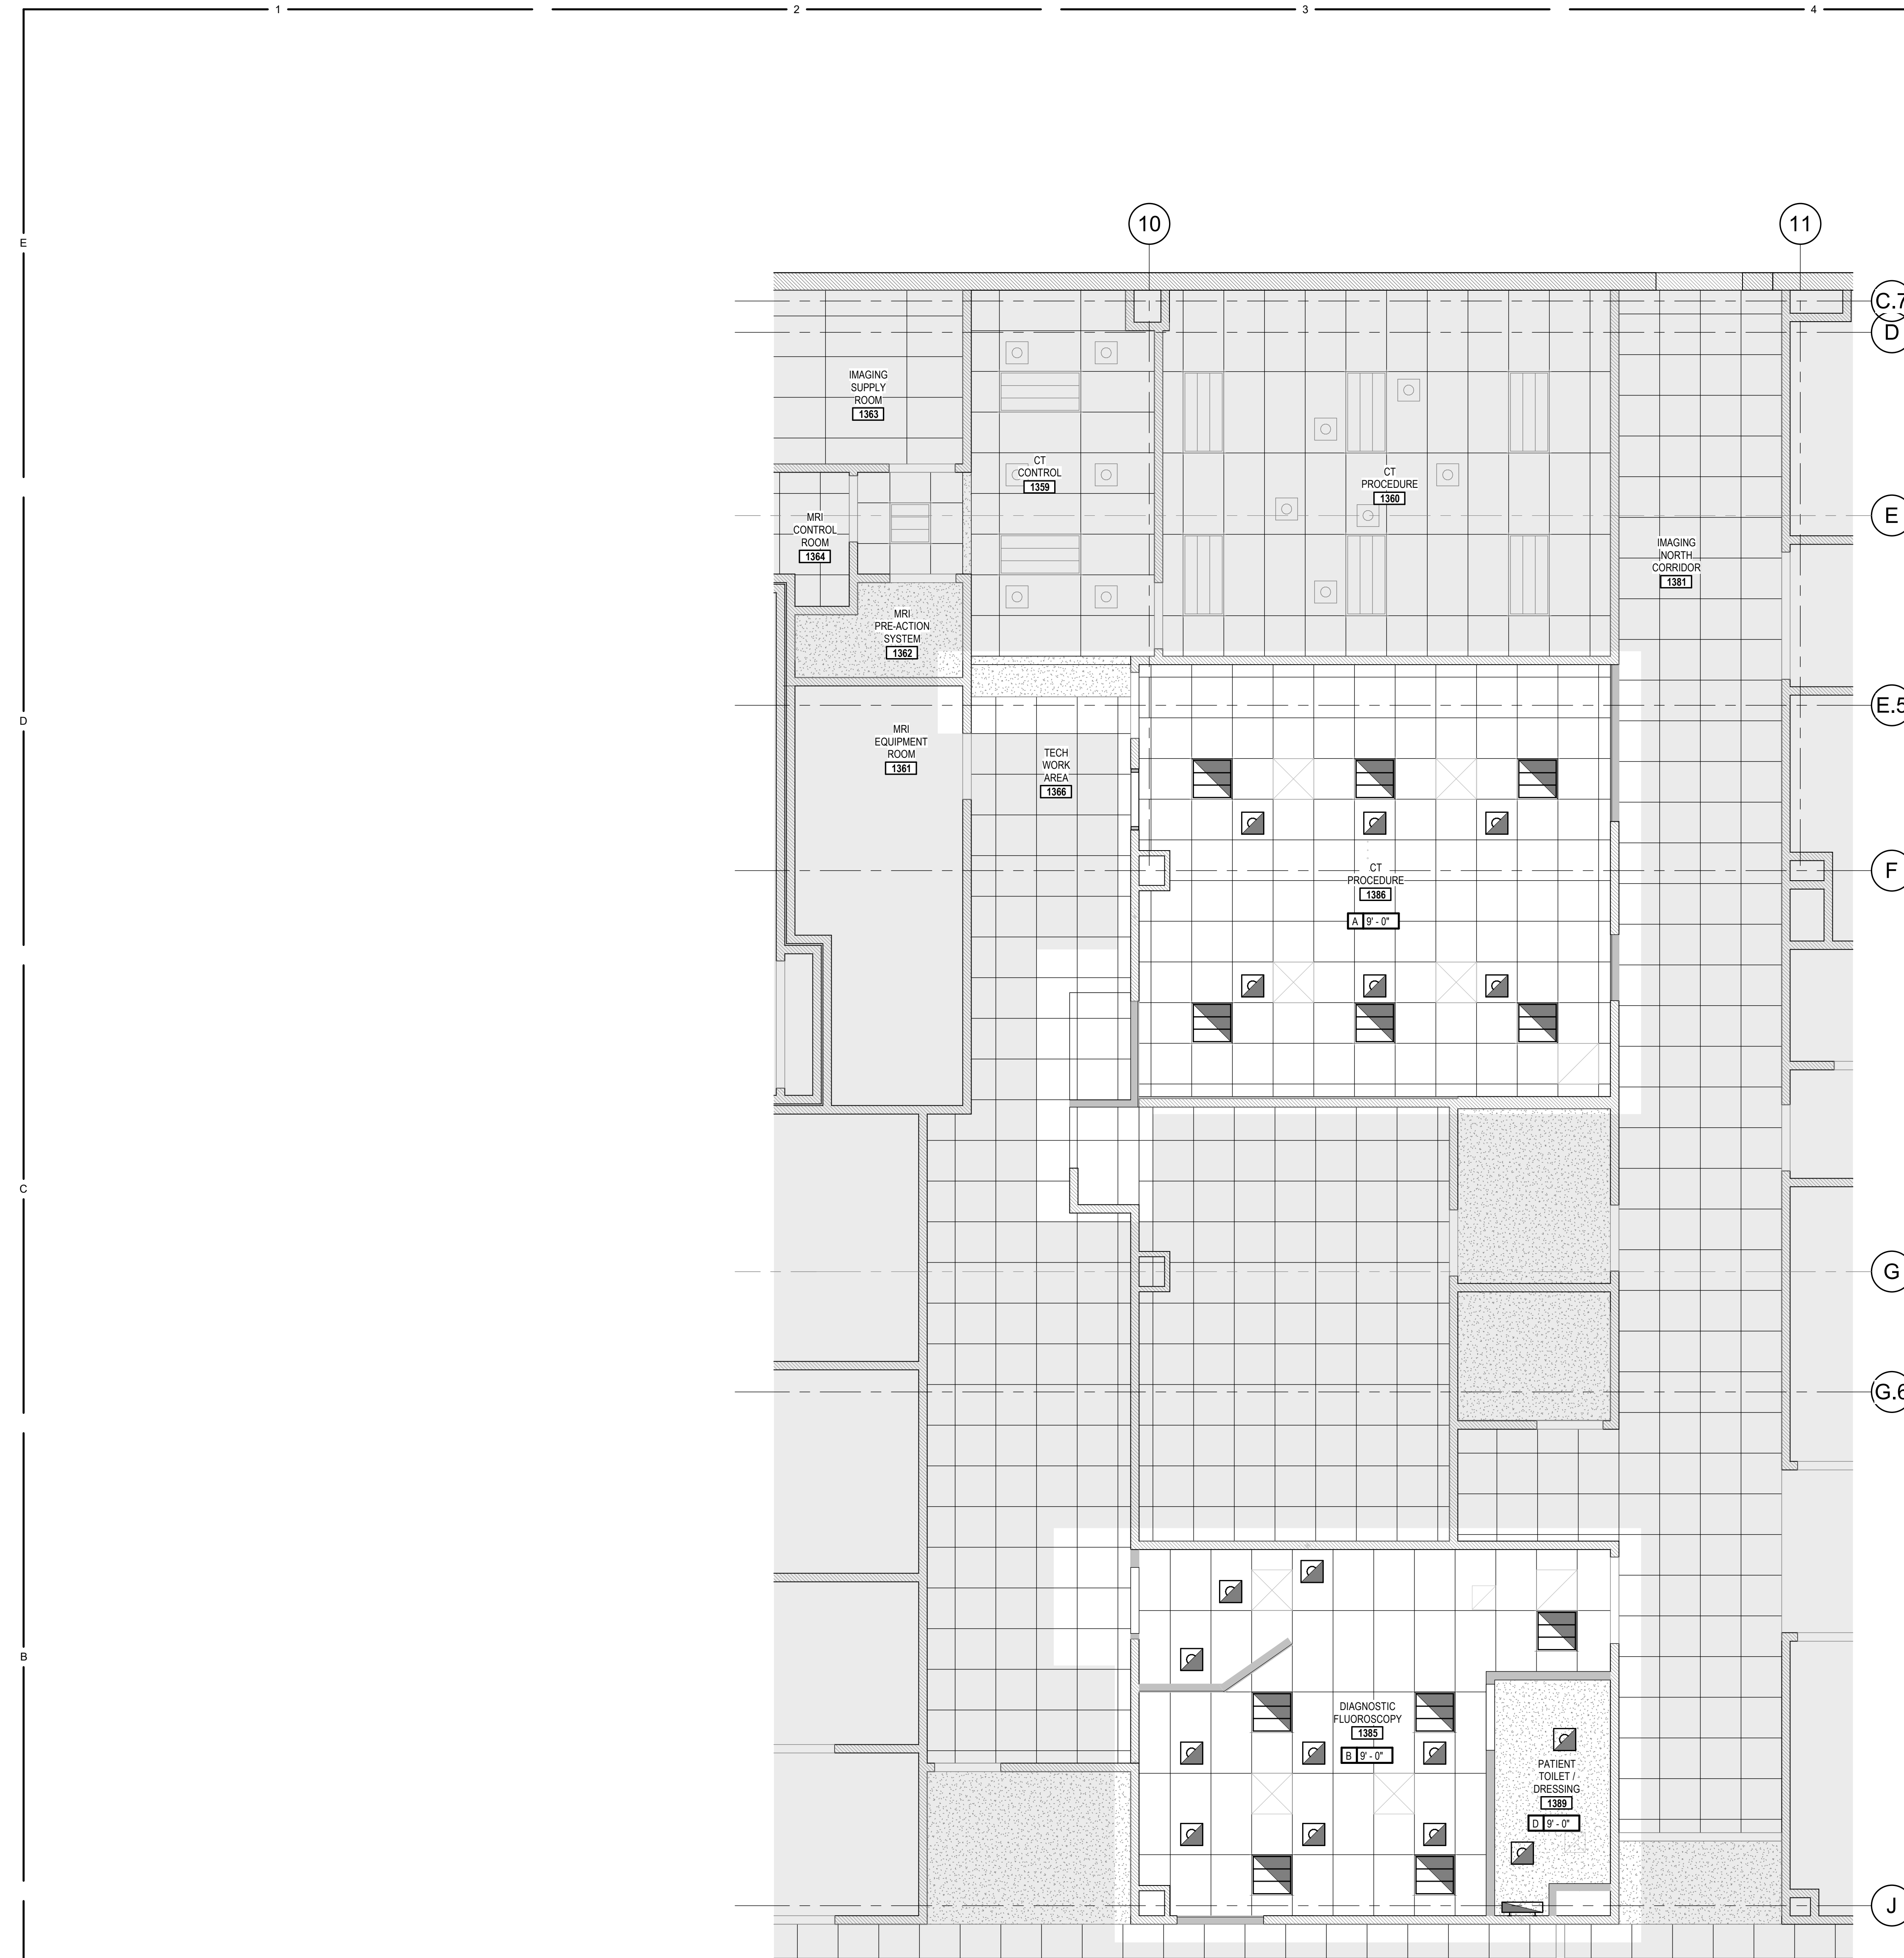 1
2
3
4
E
D
C
B
10
11
C.7
D
E
E.5
F
G
G.6
J
IMAGING
SUPPLY
ROOM
1363
CT
CONTROL
1359
CT
PROCEDURE
1360
MRI
CONTROL
ROOM
1364
IMAGING
NORTH
CORRIDOR
1381
MRI
PRE-ACTION
SYSTEM
1362
MRI
EQUIPMENT
ROOM
1361
TECH
WORK
AREA
1366
CT
PROCEDURE
1386
A 9' - 0"
DIAGNOSTIC
FLUOROSCOPY
1385
B 9' - 0"
PATIENT
TOILET /
DRESSING
1389
D 9' - 0"